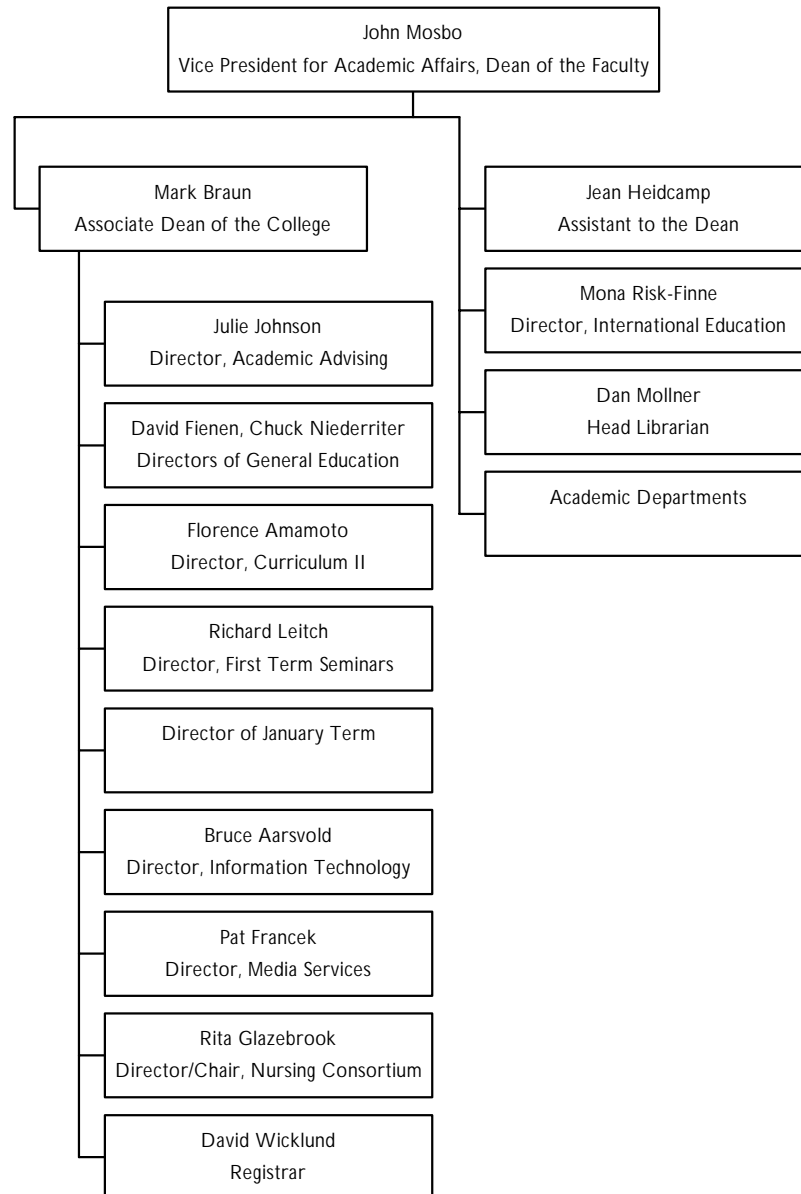 John Mosbo
Vice President for Academic Affairs, Dean of the Faculty
Mark Braun
Associate Dean of the College
Julie Johnson
Director, Academic Advising
David Fienen, Chuck Niederriter
Directors of General Education
Florence Amamoto
Director, Curriculum II
Richard Leitch
Director, First Term Seminars
Director of January Term
Bruce Aarsvold
Director, Information Technology
Pat Francek
Director, Media Services
Rita Glazebrook
Director/Chair, Nursing Consortium
David Wicklund
Registrar
Jean Heidcamp
Assistant to the Dean
Mona Risk-Finne
Director, International Education
Dan Mollner
Head Librarian
Academic Departments